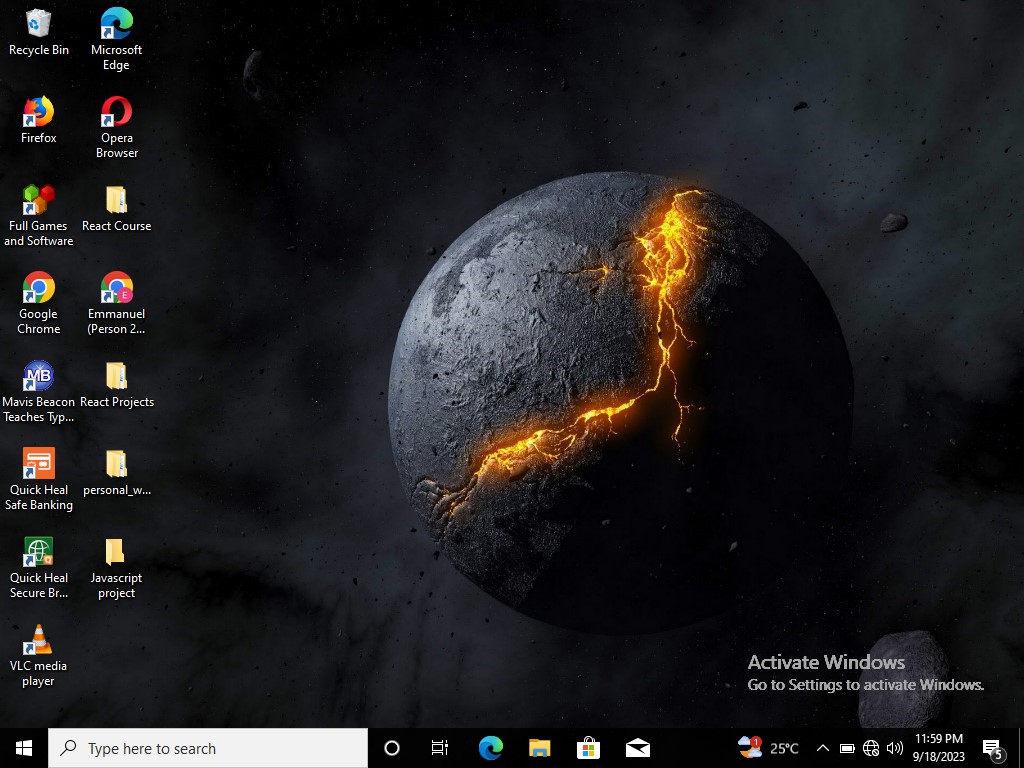 Recycle Bin
Microsoft
Edge
Firefox
Opera
Browser
Full Games
and Software
React Course
Google
Chrome
Emmanuel
(Person 2...
E
MB
Mavis Beacon
Teaches Typ...
React Projects
Quick Heal
Safe Banking
personal_w...
Quick Heal
Secure Br...
Javascript
project
VLC media
player
Activate Windows
Go to Settings to activate Windows.
Type here to search
1
25°C
11:59 PM
9/18/2023
5